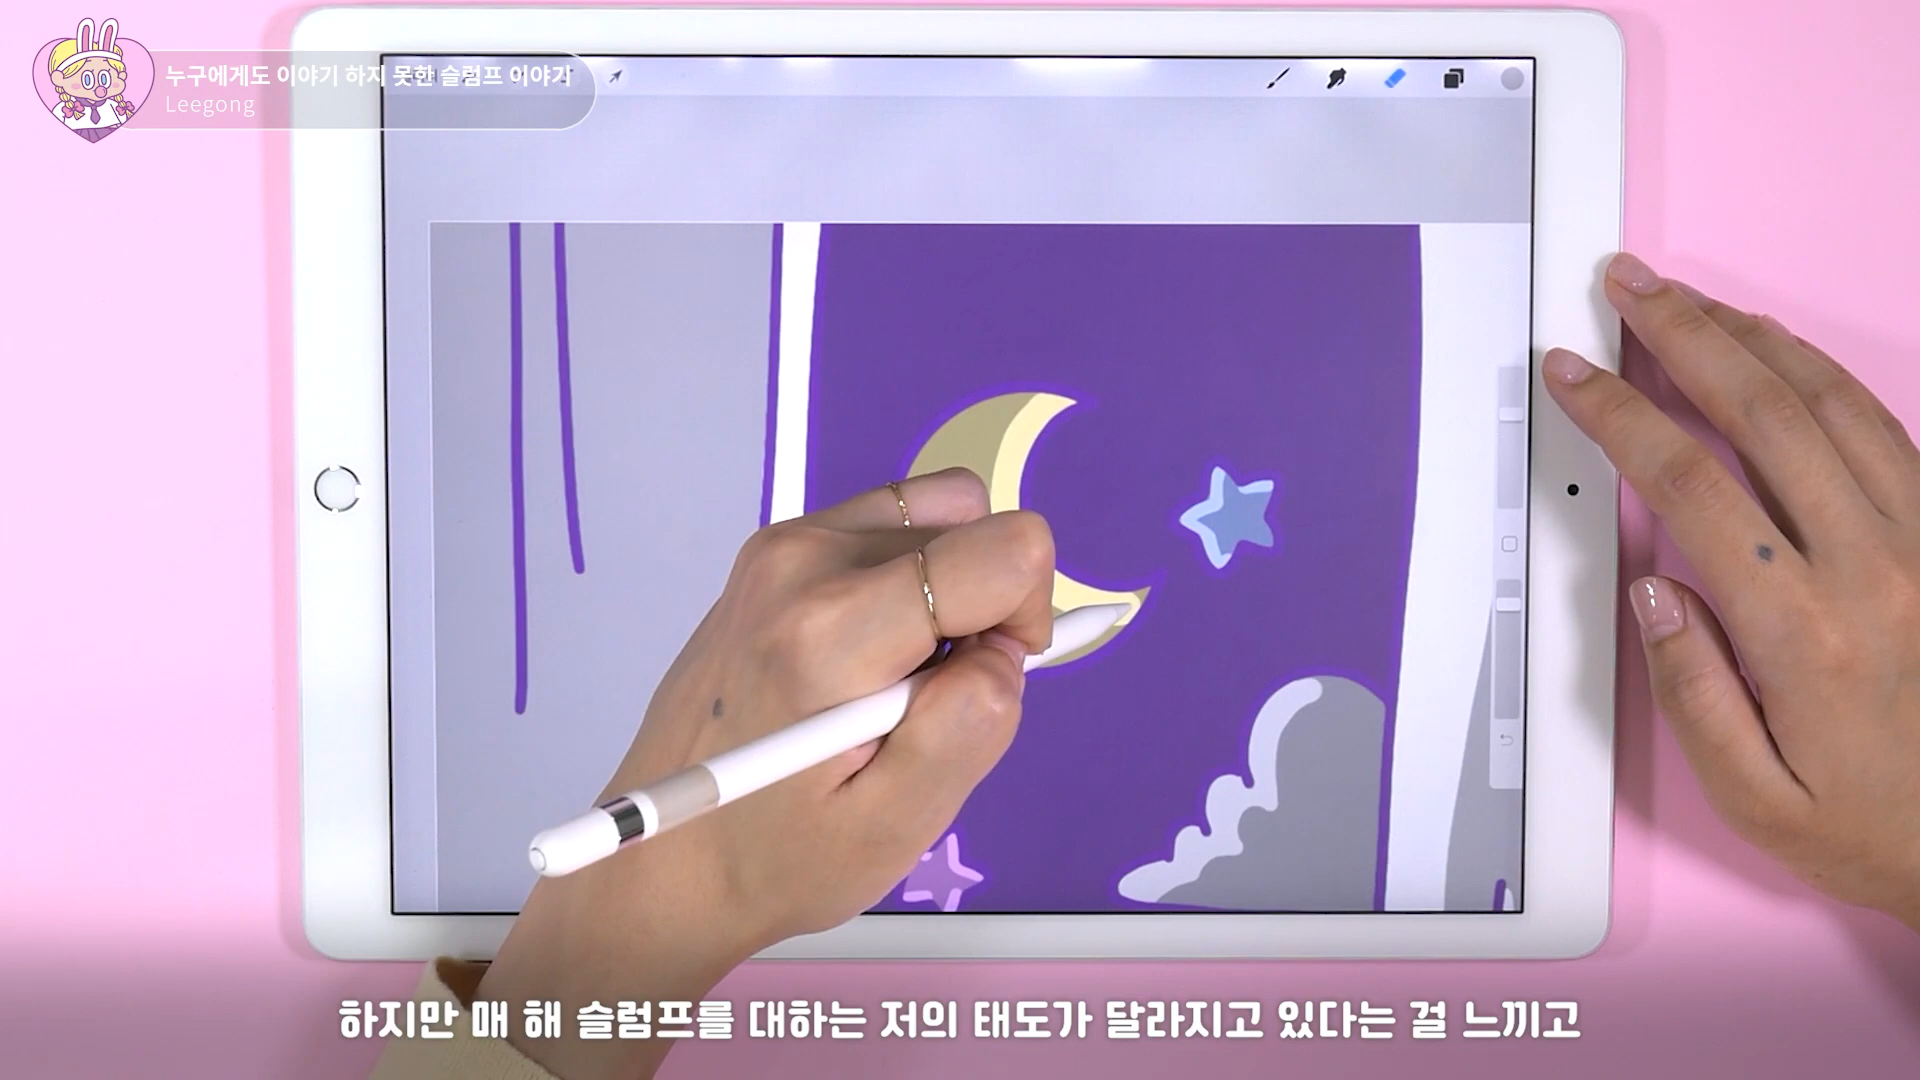 누구에게도 이야기 하지 못한 슬럼프 이야기
Leegong
하지만 매 해 슬럼프를 대하는 저의 태도가 달라지고 있다는 걸 느끼고